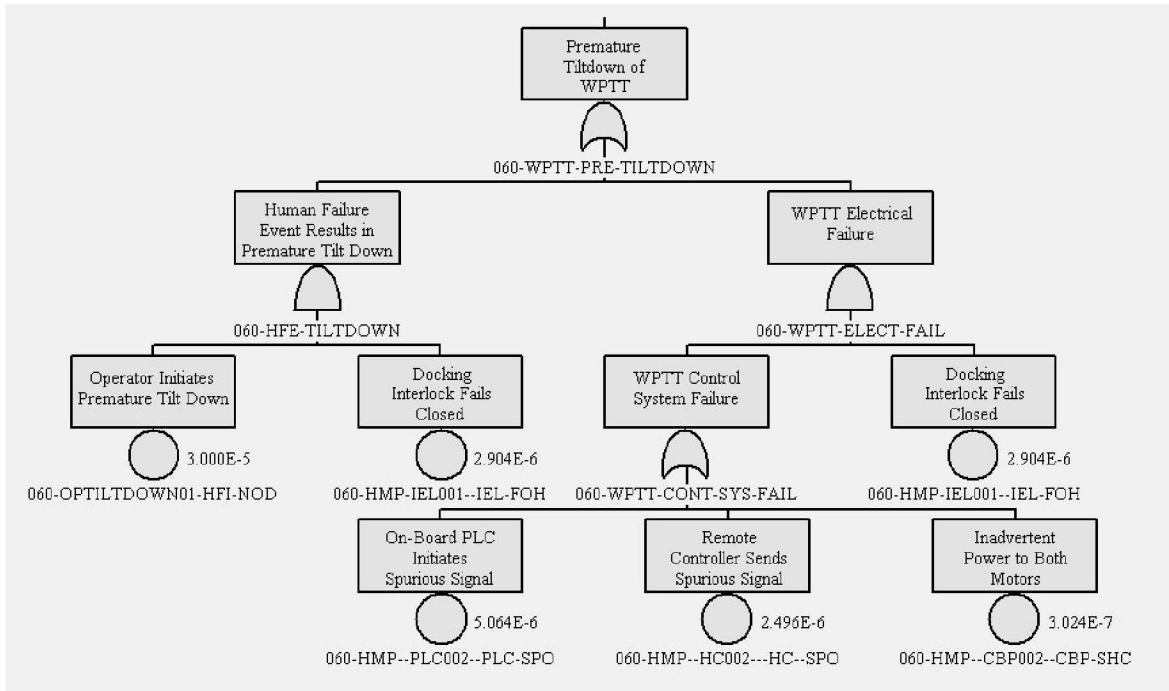 Premature
Tiltdown of
WPTT
060-WPTT-PRE-TILTDOWN
Human Failure
Event Results in
Premature Tilt Down
060-HFE-TILTDOWN
WPTT Electrical
Failure
060-WPTT-ELECT-FAIL
Operator Initiates
Premature Tilt Down
3.000E-5
060-OPTILTDOWN01-HFI-NOD
Docking
Interlock Fails
Closed
2.904E-6
060-HMP-IEL001--IEL-FOH
WPTT Control
System Failure
060-WPTT-CONT-SYS-FAIL
Docking
Interlock Fails
Closed
2.904E-6
060-HMP-IEL001--IEL-FOH
On-Board PLC
Initiates
Spurious Signal
5.064E-6
060-HMP--PLC002--PLC-SPO
Remote
Controller Sends
Spurious Signal
2.496E-6
060-HMP--HC002---HC--SPO
Inadvertent
Power to Both
Motors
3.024E-7
060-HMP--CBP002--CBP-SHC